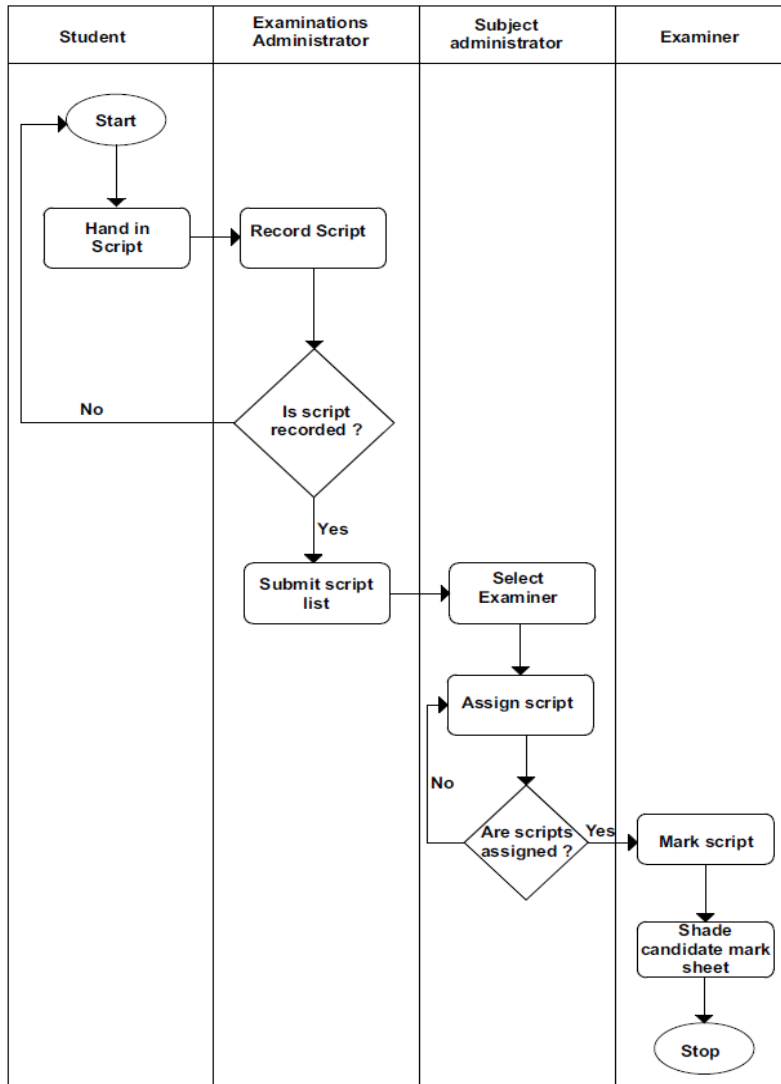 Student
Examinations
Administrator
Subject
administrator
Examiner
Start
Hand in
Script
Record Script
No
Is script
recorded ?
Yes
Submit script
list
Select
Examiner
Assign script
No
Are scripts
assigned ?
Yes
Mark script
Shade
candidate mark
sheet
Stop